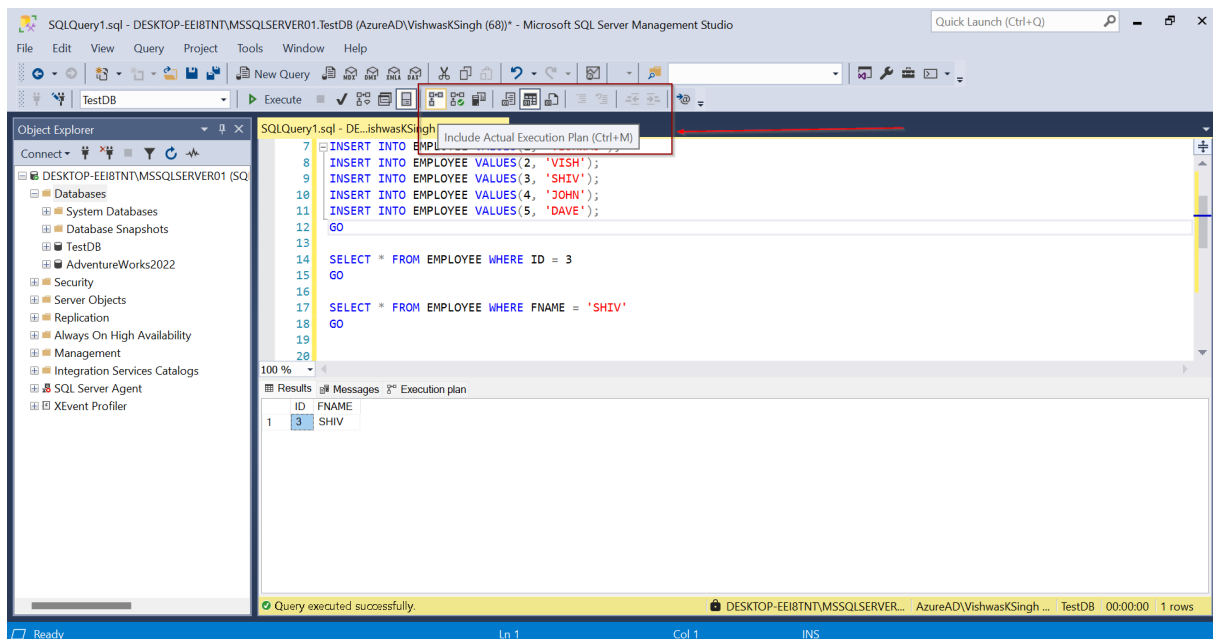 SQLQuery1.sql - DESKTOP-EEI8TNT\MSSQLSERVER01.TestDB (AzureAD\VishwasKSingh (68))* - Microsoft SQL Server Management Studio
Quick Launch (Ctrl+Q)
File Edit View Query Project Tools Window Help
New Query MDX DMX XMLA DAX
TestDB Execute
Object Explorer
SQLQuery1.sql - DE...ishwasKSingh
Include Actual Execution Plan (Ctrl+M)
Connect
DESKTOP-EEI8TNT\MSSQLSERVER01 (SQ
Databases
System Databases
Database Snapshots
TestDB
AdventureWorks2022
Security
Server Objects
Replication
Always On High Availability
Management
Integration Services Catalogs
SQL Server Agent
XEvent Profiler
7 INSERT INTO
8 INSERT INTO EMPLOYEE VALUES(2, 'VISH');
9 INSERT INTO EMPLOYEE VALUES(3, 'SHIV');
10 INSERT INTO EMPLOYEE VALUES(4, 'JOHN');
11 INSERT INTO EMPLOYEE VALUES(5, 'DAVE');
12 GO
13
14 SELECT * FROM EMPLOYEE WHERE ID = 3
15 GO
16
17 SELECT * FROM EMPLOYEE WHERE FNAME = 'SHIV'
18 GO
19
20
100 %
Results Messages Execution plan
ID FNAME
1 3 SHIV
Query executed successfully.
DESKTOP-EEI8TNT\MSSQLSERVER... AzureAD\VishwasKSingh ... TestDB 00:00:00 1 rows
Ready Ln 1 Col 1 INS